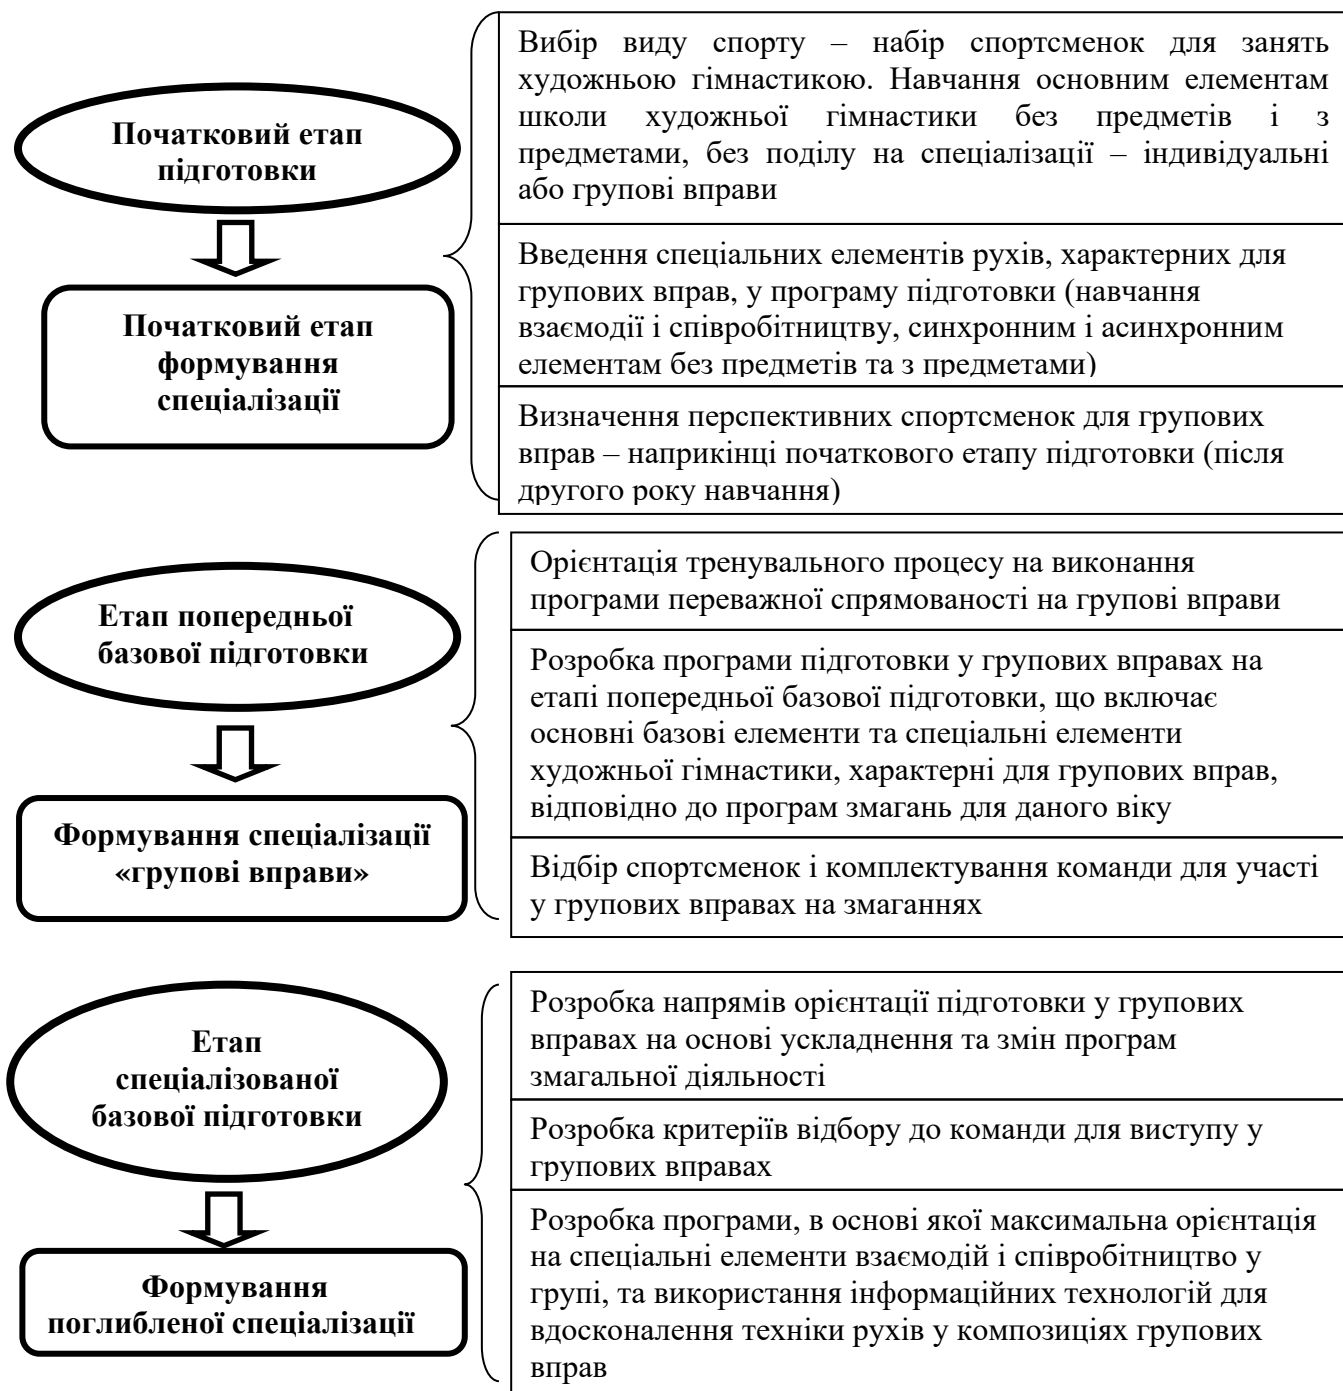 Початковий етап
підготовки
Початковий етап
формування
спеціалізації
Вибір виду спорту – набір спортсменок для занять
художньою гімнастикою. Навчання основним елементам
школи художньої гімнастики без предметів і з
предметами, без поділу на спеціалізації – індивідуальні
або групові вправи
Введення спеціальних елементів рухів, характерних для
групових вправ, у програму підготовки (навчання
взаємодії і співробітництву, синхронним і асинхронним
елементам без предметів та з предметами)
Визначення перспективних спортсменок для групових
вправ – наприкінці початкового етапу підготовки (після
другого року навчання)
Етап попередньої
базової підготовки
Формування спеціалізації
«групові вправи»
Орієнтація тренувального процесу на виконання
програми переважної спрямованості на групові вправи
Розробка програми підготовки у групових вправах на
етапі попередньої базової підготовки, що включає
основні базові елементи та спеціальні елементи
художньої гімнастики, характерні для групових вправ,
відповідно до програм змагань для даного віку
Відбір спортсменок і комплектування команди для участі
у групових вправах на змаганнях
Етап
спеціалізованої
базової підготовки
Формування
поглибленої спеціалізації
Розробка напрямів орієнтації підготовки у групових
вправах на основі ускладнення та змін програм
змагальної діяльності
Розробка критеріїв відбору до команди для виступу у
групових вправах
Розробка програми, в основі якої максимальна орієнтація
на спеціальні елементи взаємодій і співробітництво у
групі, та використання інформаційних технологій для
вдосконалення техніки рухів у композиціях групових
вправ